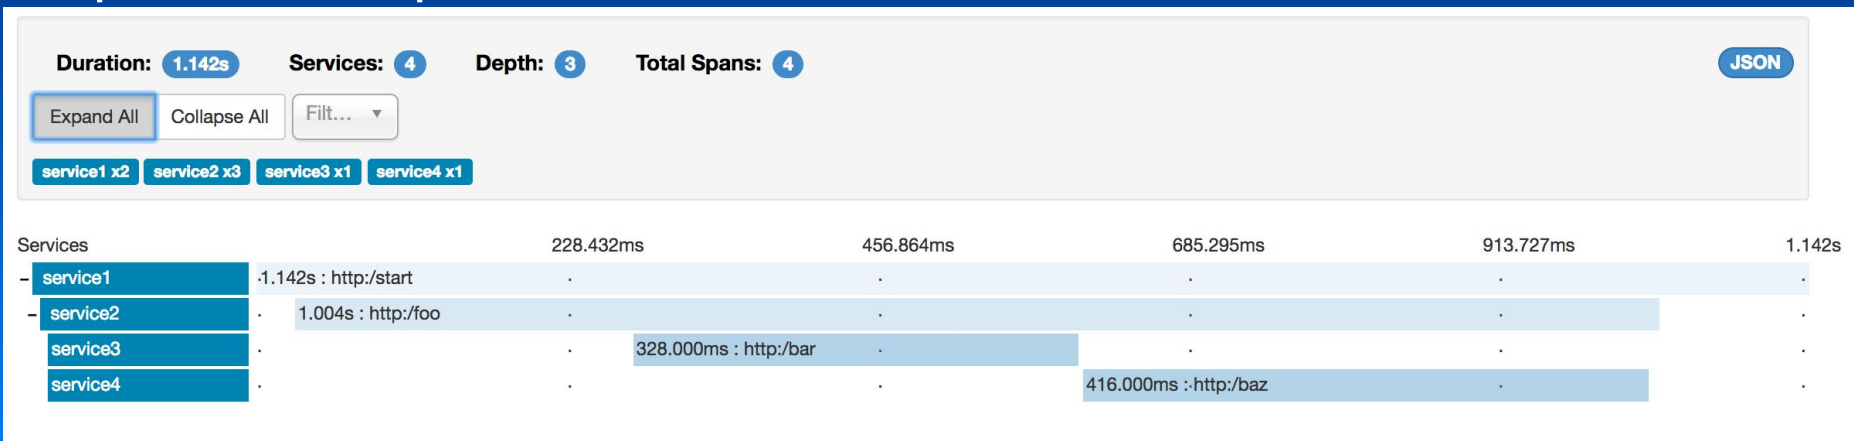 Duration: 1.142s Services: 4 Depth: 3 Total Spans: 4 JSON
Expand All Collapse All Filt...
service1 x2 service2 x3 service3 x1 service4 x1
Services 228.432ms 456.864ms 685.295ms 913.727ms 1.142s
- service1 1.142s : http:/start
- service2 1.004s : http:/foo
service3 328.000ms : http:/bar
service4 416.000ms : http:/baz